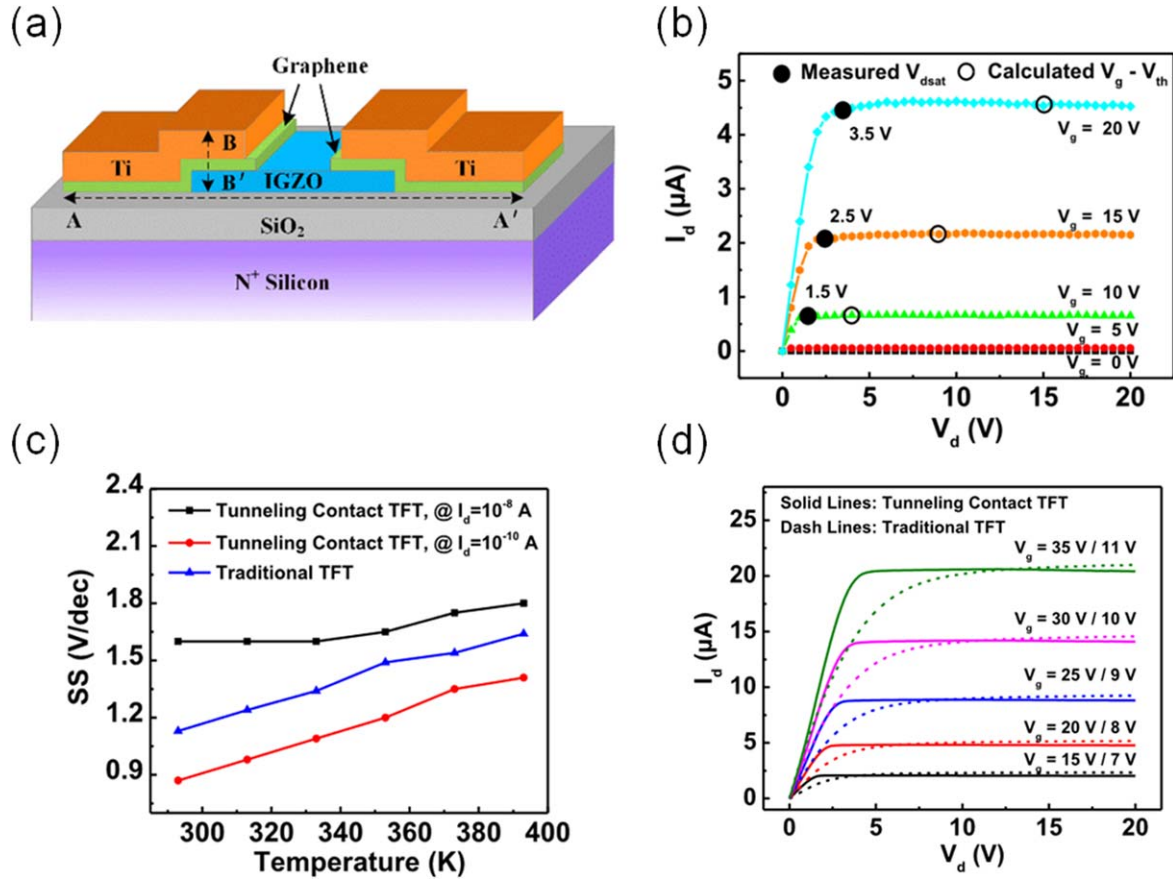 (a)
Graphene
B
Ti
B′
IGZO
Ti
A
A′
SiO2
N+ Silicon
(b)
Measured Vdsat
Calculated Vg - Vth
3.5 V
Vg = 20 V
2.5 V
Vg = 15 V
1.5 V
Vg = 10 V
Vg = 5 V
Vg = 0 V
5
4
3
2
1
0
Id (μA)
0
5
10
15
20
Vd (V)
(c)
2.4
2.1
1.8
1.5
1.2
0.9
SS (V/dec)
Tunneling Contact TFT, @ Id=10-8 A
Tunneling Contact TFT, @ Id=10-10 A
Traditional TFT
300
320
340
360
380
400
Temperature (K)
(d)
25
20
15
10
5
0
Id (μA)
Solid Lines: Tunneling Contact TFT
Dash Lines: Traditional TFT
Vg = 35 V / 11 V
Vg = 30 V / 10 V
Vg = 25 V / 9 V
Vg = 20 V / 8 V
Vg = 15 V / 7 V
0
5
10
15
20
Vd (V)